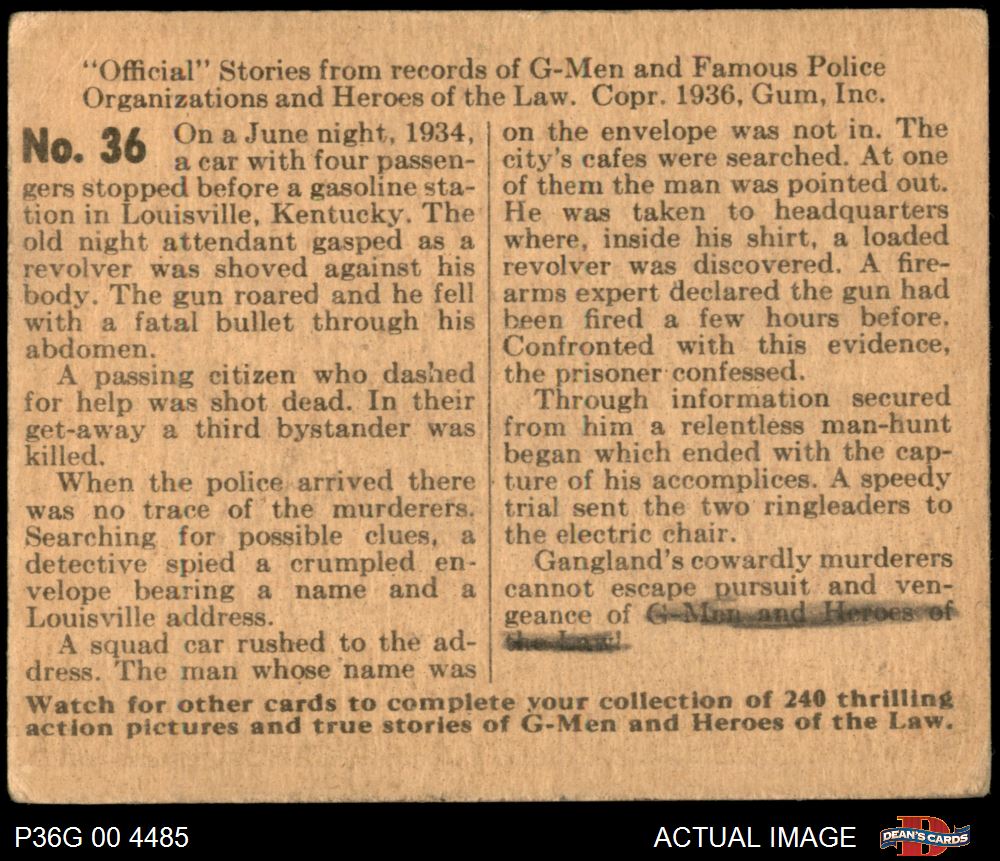 "Official" Stories from records of G-Men and Famous Police
Organizations and Heroes of the Law. Copr. 1936, Gum, Inc.
No. 36
On a June night, 1934,
a car with four passen-
gers stopped before a gasoline sta-
tion in Louisville, Kentucky. The
old night attendant gasped as a
revolver was shoved against his
body. The gun roared and he fell
with a fatal bullet through his
abdomen.
A passing citizen who dashed
for help was shot dead. In their
get-away a third bystander was
killed.
When the police arrived there
was no trace of the murderers.
Searching for possible clues, a
detective spied a crumpled en-
velope bearing a name and a
Louisville address.
A squad car rushed to the ad-
dress. The man whose name was
on the envelope was not in. The
city's cafes were searched. At one
of them the man was pointed out.
He was taken to headquarters
where, inside his shirt, a loaded
revolver was discovered. A fire-
arms expert declared the gun had
been fired a few hours before.
Confronted with this evidence,
the prisoner confessed.
Through information secured
from him a relentless man-hunt
began which ended with the cap-
ture of his accomplices. A speedy
trial sent the two ringleaders to
the electric chair.
Gangland's cowardly murderers
cannot escape pursuit and ven-
geance of G-Men and Heroes of
the Law!
Watch for other cards to complete your collection of 240 thrilling
action pictures and true stories of G-Men and Heroes of the Law.
P36G 00 4485
ACTUAL IMAGE
DEAN'S CARDS